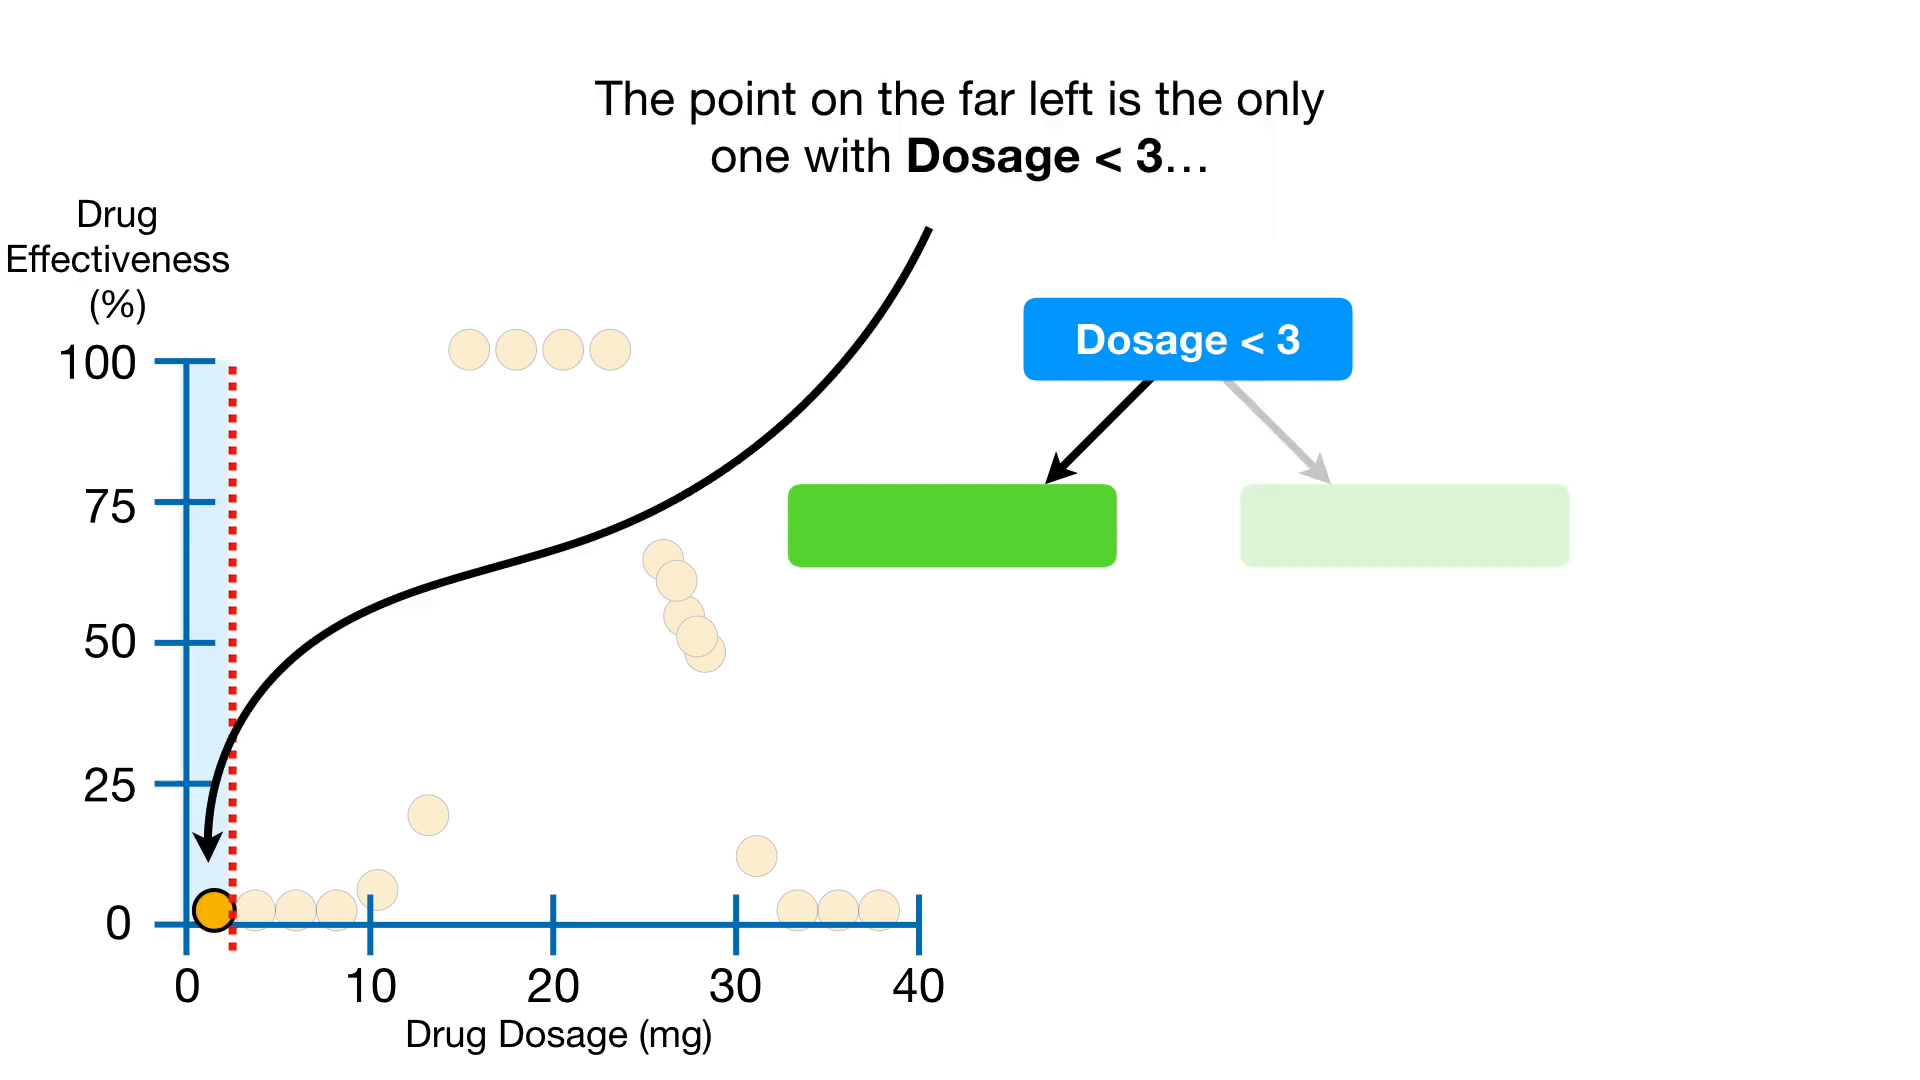 The point on the far left is the only
one with Dosage < 3…
Drug
Effectiveness
(%)
100
75
50
25
0
0 10 20 30 40
Drug Dosage (mg)
Dosage < 3